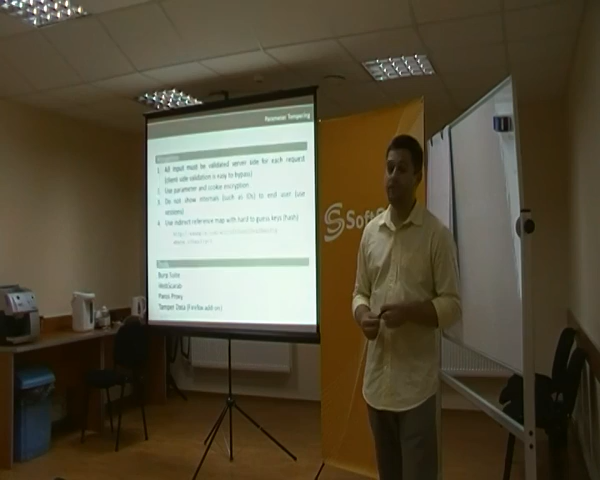 Parameter Tampering
1. All input must be validated server side for each request
(client side validation is easy to bypass)
2. Use parameter and cookie encryption
3. Do not show internals (such as IDs) to end user (use
sessions)
4. Use indirect reference map with hard to guess keys (hash)
Tools
Burp Suite
WebScarab
Paros Proxy
Tamper Data (FireFox add-on)
Soft